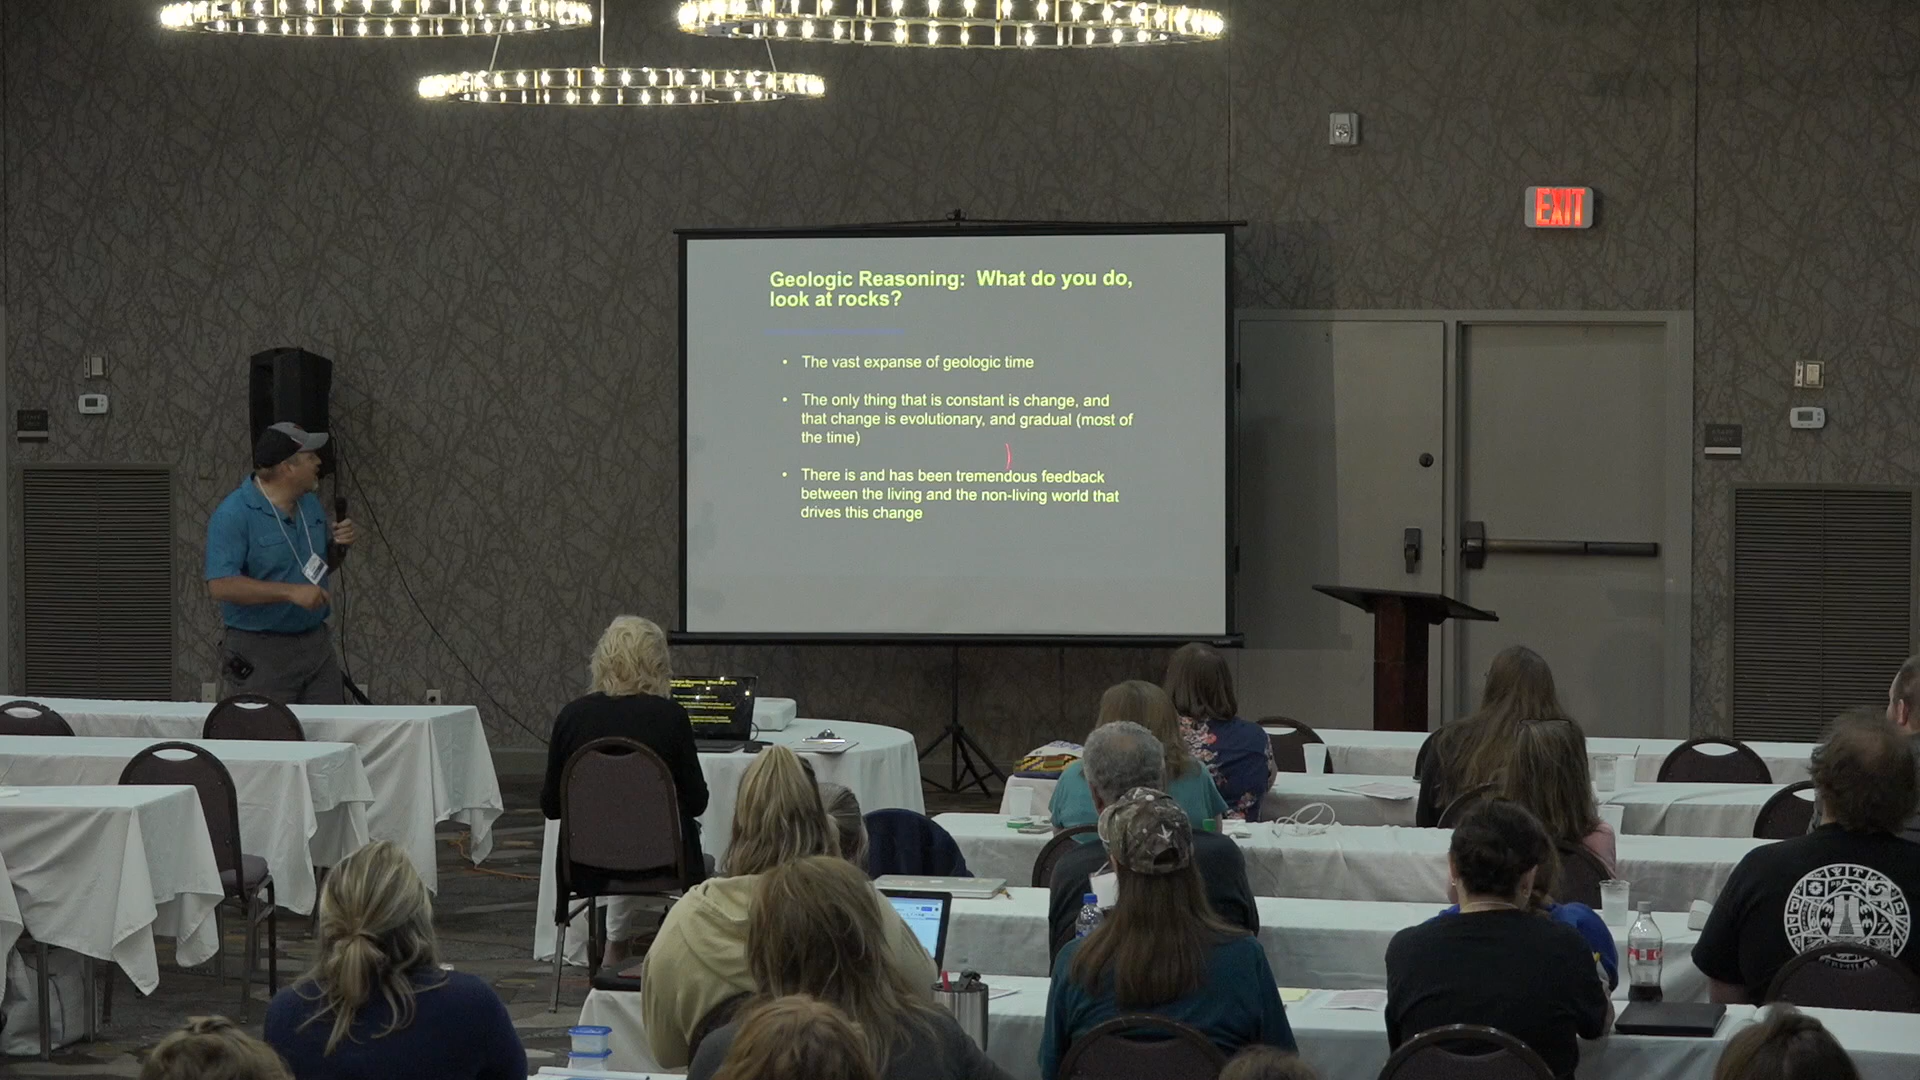 EXIT
Geologic Reasoning: What do you do,
look at rocks?
• The vast expanse of geologic time
• The only thing that is constant is change, and
that change is evolutionary, and gradual (most of
the time)
• There is and has been tremendous feedback
between the living and the non-living world that
drives this change